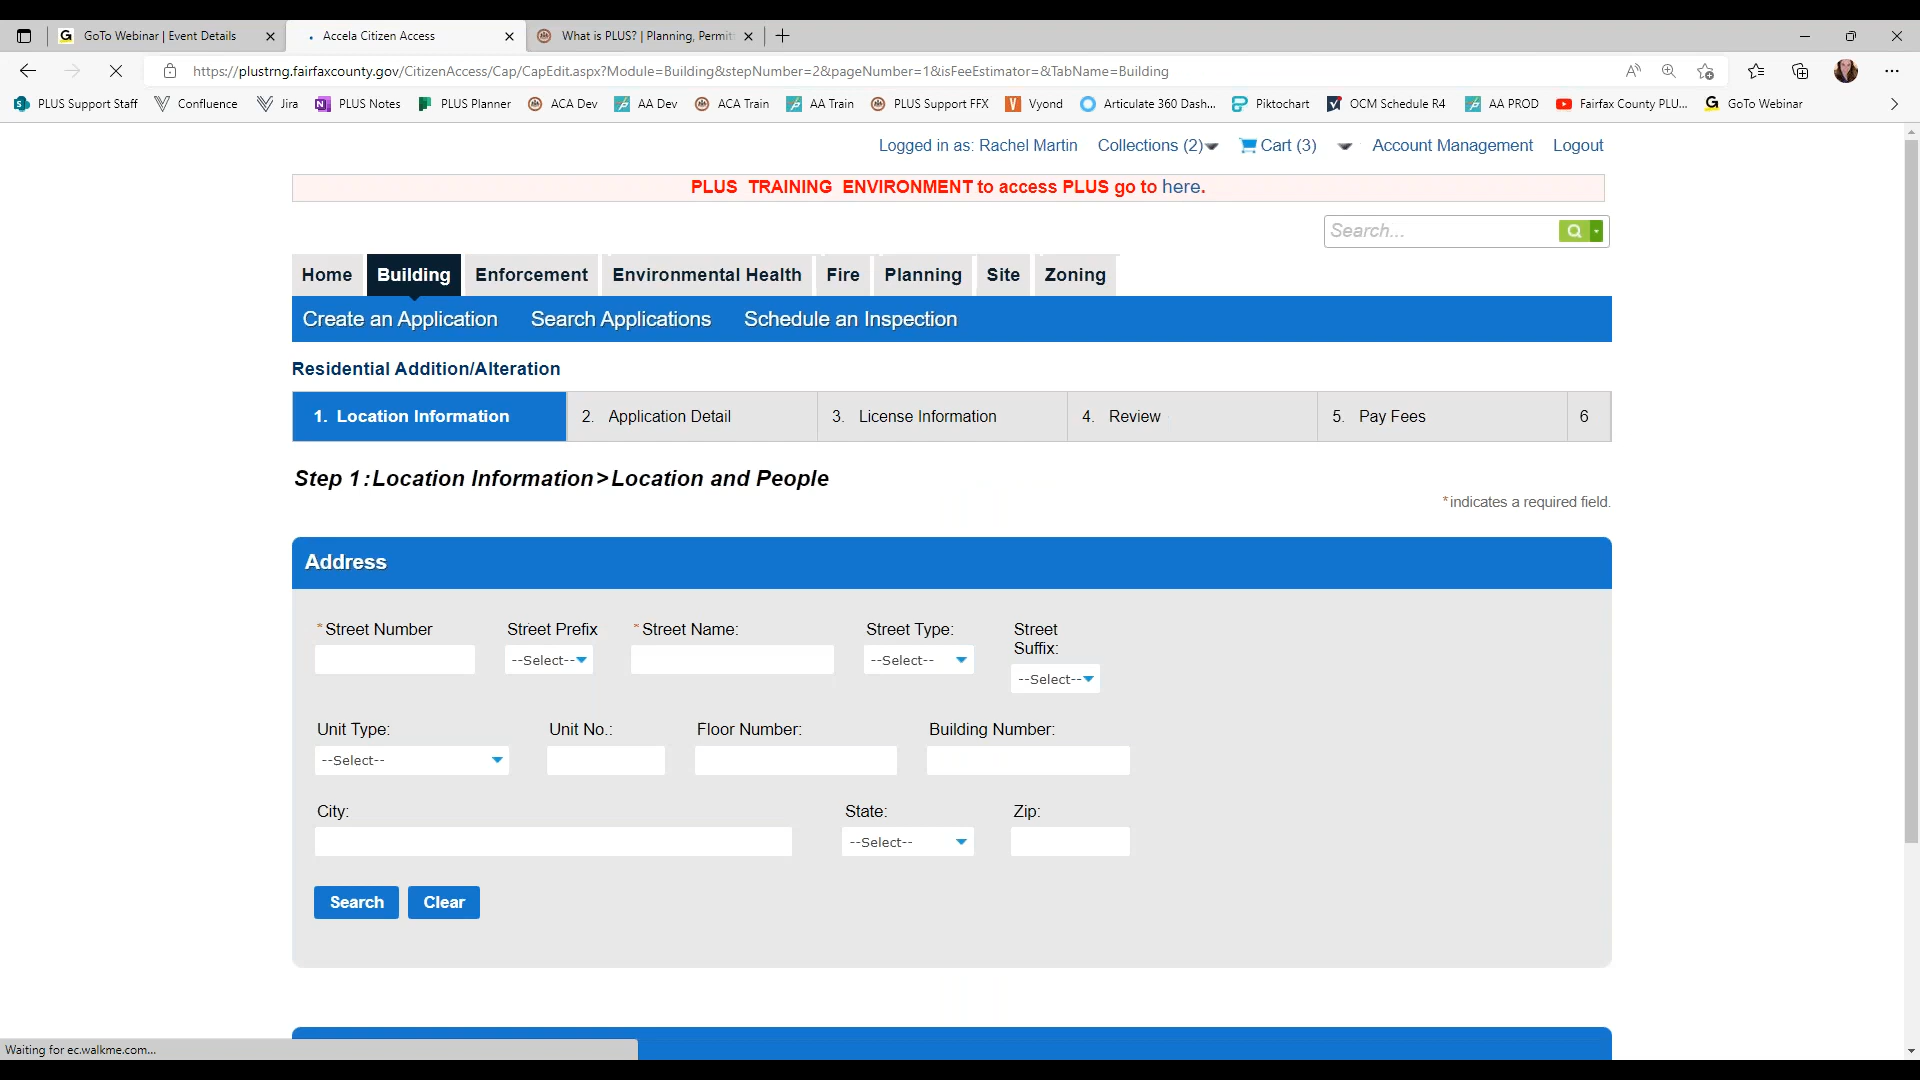 GoTo Webinar | Event Details
Accela Citizen Access
What is PLUS? | Planning, Permit
https://plustrng.fairfaxcounty.gov/CitizenAccess/Cap/CapEdit.aspx?Module=Building&stepNumber=2&pageNumber=1&isFeeEstimator=&TabName=Building
PLUS Support Staff Confluence Jira PLUS Notes PLUS Planner ACA Dev AA Dev ACA Train AA Train PLUS Support FFX Vyond Articulate 360 Dash... Piktochart OCM Schedule R4 AA PROD Fairfax County PLU... GoTo Webinar
Logged in as: Rachel Martin Collections (2) Cart (3) Account Management Logout
PLUS TRAINING ENVIRONMENT to access PLUS go to here.
Search...
Home Building Enforcement Environmental Health Fire Planning Site Zoning
Create an Application Search Applications Schedule an Inspection
Residential Addition/Alteration
1. Location Information 2. Application Detail 3. License Information 4. Review 5. Pay Fees 6
Step 1:Location Information>Location and People
*indicates a required field.
Address
*Street Number Street Prefix *Street Name: Street Type: Street
Suffix:
--Select-- --Select--
--Select--
Unit Type: Unit No.: Floor Number: Building Number:
--Select--
City: State: Zip:
--Select--
Search Clear
Waiting for ec.walkme.com...